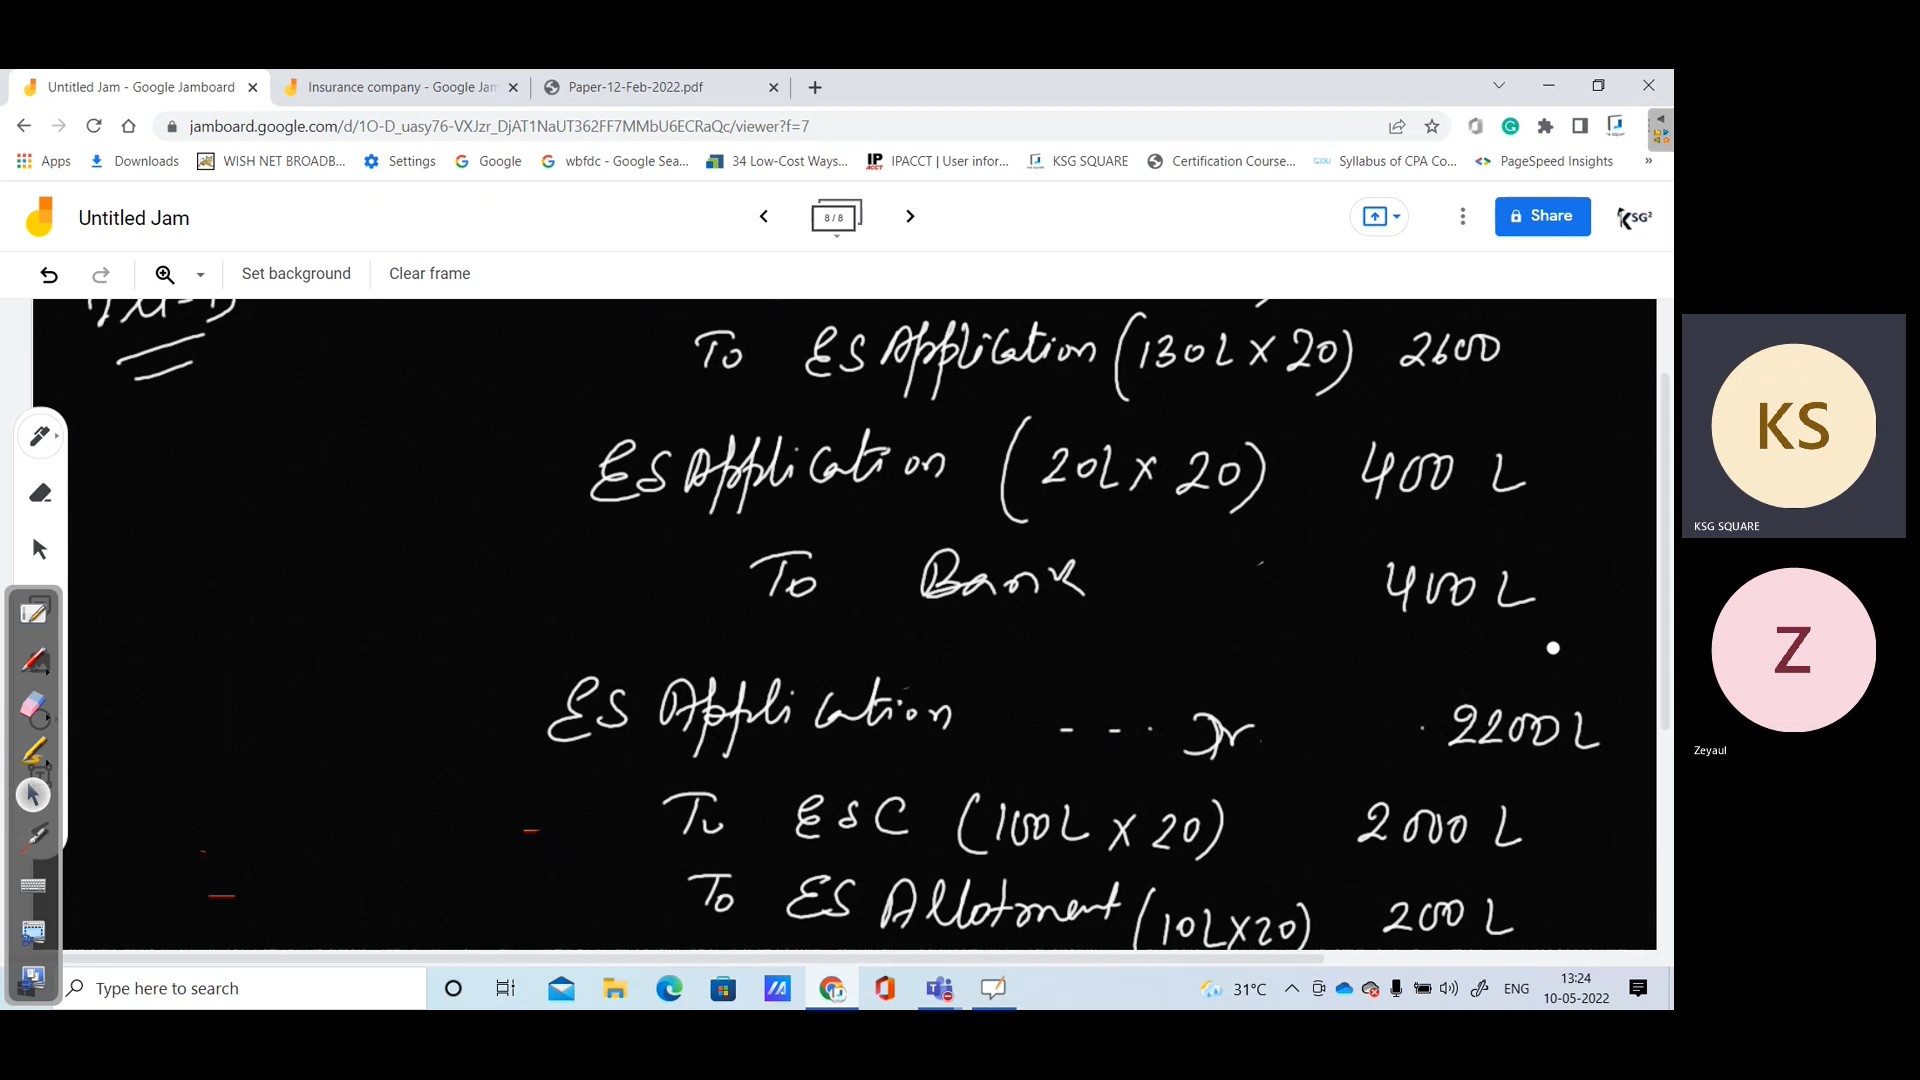 Untitled Jam - Google Jamboard
Insurance company - Google Jam
Paper-12-Feb-2022.pdf
jamboard.google.com/d/1O-D_uasy76-VXJzr_DjAT1NaUT362FF7MMbU6ECRaQc/viewer?f=7
Apps Downloads WISH NET BROADB... Settings Google wbfdc - Google Sea... 34 Low-Cost Ways... IPACCT | User infor... KSG SQUARE Certification Course... Syllabus of CPA Co... PageSpeed Insights »
Untitled Jam
8 / 8
Share
KSG²
Set background Clear frame
To ES Application (130L X 20) 2600
ES Application (20L X 20) 400 L
To Bank 400 L
ES Application - - . Dr 2200 L
To ESC (100L X 20) 2000 L
To ES Allotment (10L X 20) 200 L
KS
KSG SQUARE
Z
Zeyaul
Type here to search
31°C
ENG
13:24
10-05-2022